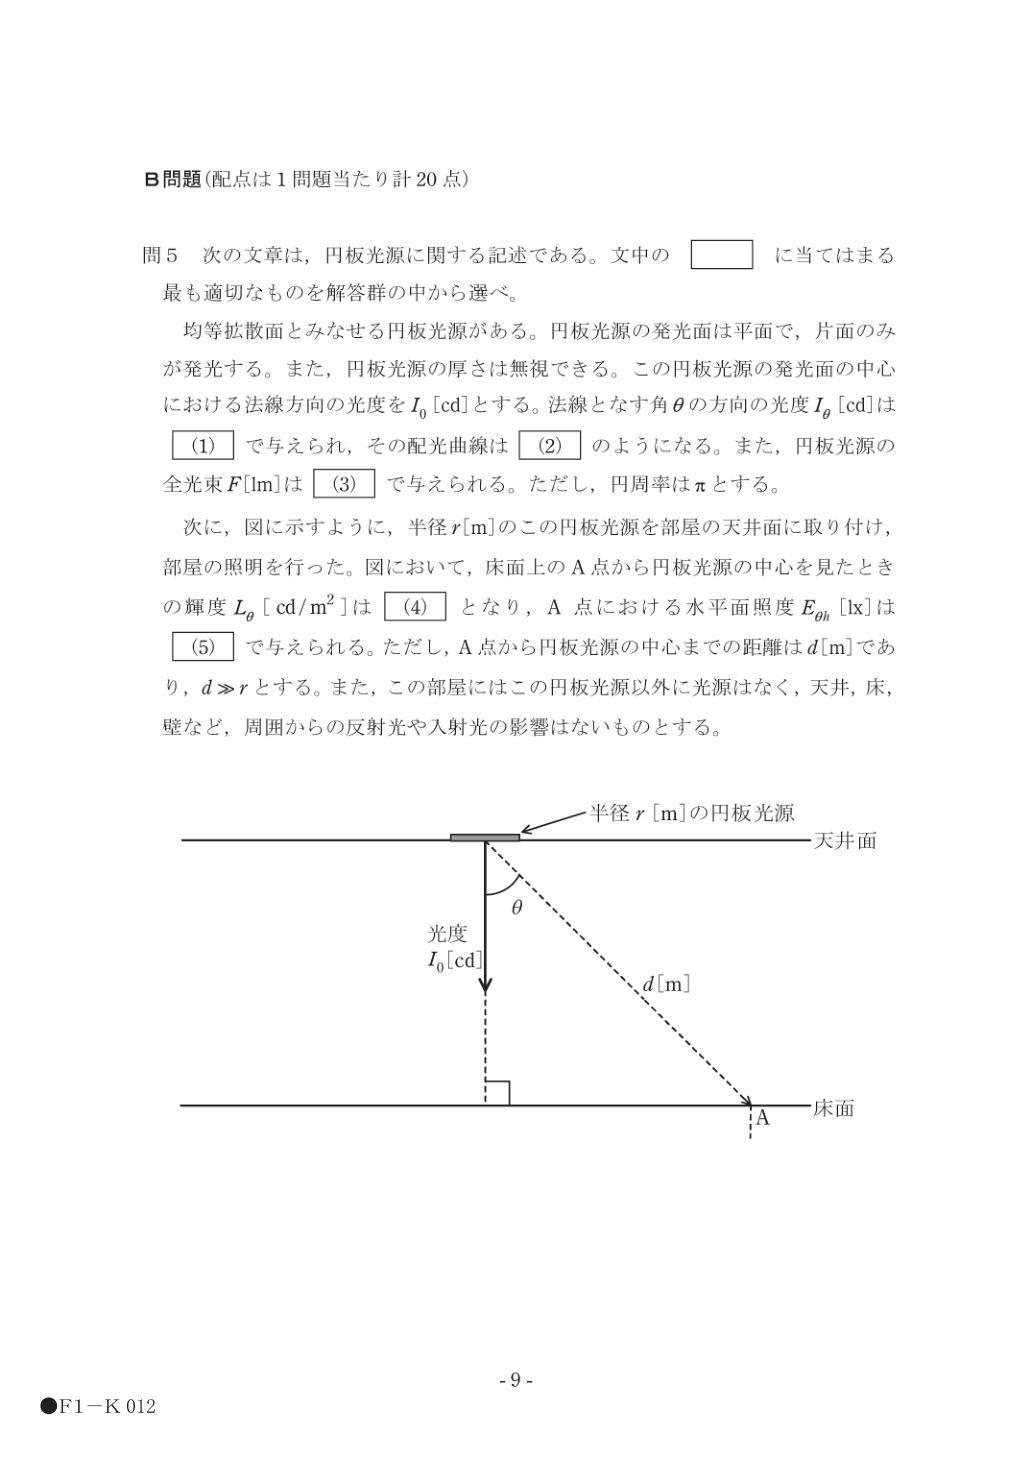 B問題(配点は1問題当たり計20点)
問5 次の文章は，円板光源に関する記述である。文中の に当てはまる
最も適切なものを解答群の中から選べ。
均等拡散面とみなせる円板光源がある。円板光源の発光面は平面で，片面のみ
が発光する。また，円板光源の厚さは無視できる。この円板光源の発光面の中心
における法線方向の光度をI₀[cd]とする。法線となす角θの方向の光度Iθ[cd]は
(1) で与えられ，その配光曲線は (2) のようになる。また，円板光源の
全光束F[lm]は (3) で与えられる。ただし，円周率はπとする。
次に，図に示すように，半径r[m]のこの円板光源を部屋の天井面に取り付け，
部屋の照明を行った。図において，床面上のA点から円板光源の中心を見たとき
の輝度Lθ[cd/m²]は (4) となり，A点における水平面照度Eθh[lx]は
(5) で与えられる。ただし，A点から円板光源の中心までの距離はd[m]であ
り，d≫rとする。また，この部屋にはこの円板光源以外に光源はなく，天井，床，
壁など，周囲からの反射光や入射光の影響はないものとする。
半径r[m]の円板光源
天井面
θ
光度
I₀[cd]
d[m]
床面
A
- 9 -
●F1－K 012